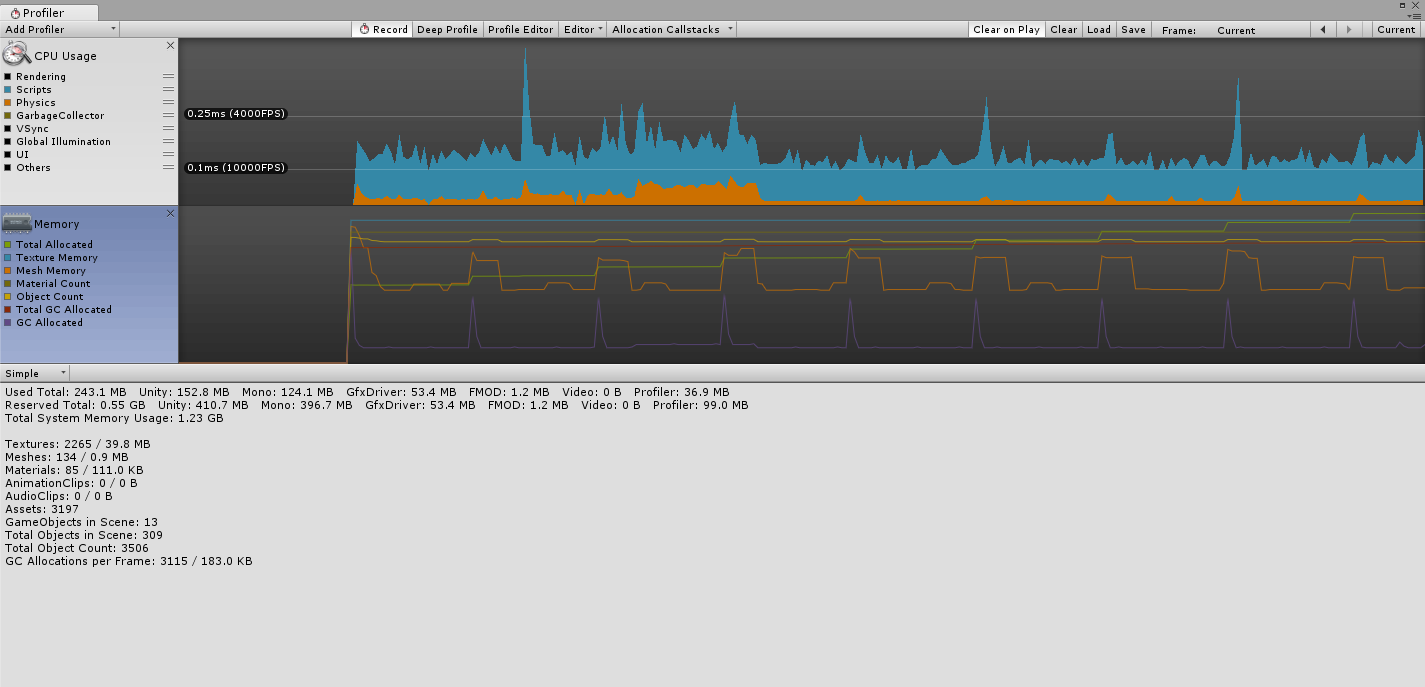 Profiler
Add Profiler Record Deep Profile Profile Editor Editor Allocation Callstacks Clear on Play Clear Load Save Frame: Current Current
CPU Usage
Rendering
Scripts
Physics
GarbageCollector
VSync
Global Illumination
UI
Others
0.25ms (4000FPS)
0.1ms (10000FPS)
Memory
Total Allocated
Texture Memory
Mesh Memory
Material Count
Object Count
Total GC Allocated
GC Allocated
Simple
Used Total: 243.1 MB Unity: 152.8 MB Mono: 124.1 MB GfxDriver: 53.4 MB FMOD: 1.2 MB Video: 0 B Profiler: 36.9 MB
Reserved Total: 0.55 GB Unity: 410.7 MB Mono: 396.7 MB GfxDriver: 53.4 MB FMOD: 1.2 MB Video: 0 B Profiler: 99.0 MB
Total System Memory Usage: 1.23 GB
Textures: 2265 / 39.8 MB
Meshes: 134 / 0.9 MB
Materials: 85 / 111.0 KB
AnimationClips: 0 / 0 B
AudioClips: 0 / 0 B
Assets: 3197
GameObjects in Scene: 13
Total Objects in Scene: 309
Total Object Count: 3506
GC Allocations per Frame: 3115 / 183.0 KB